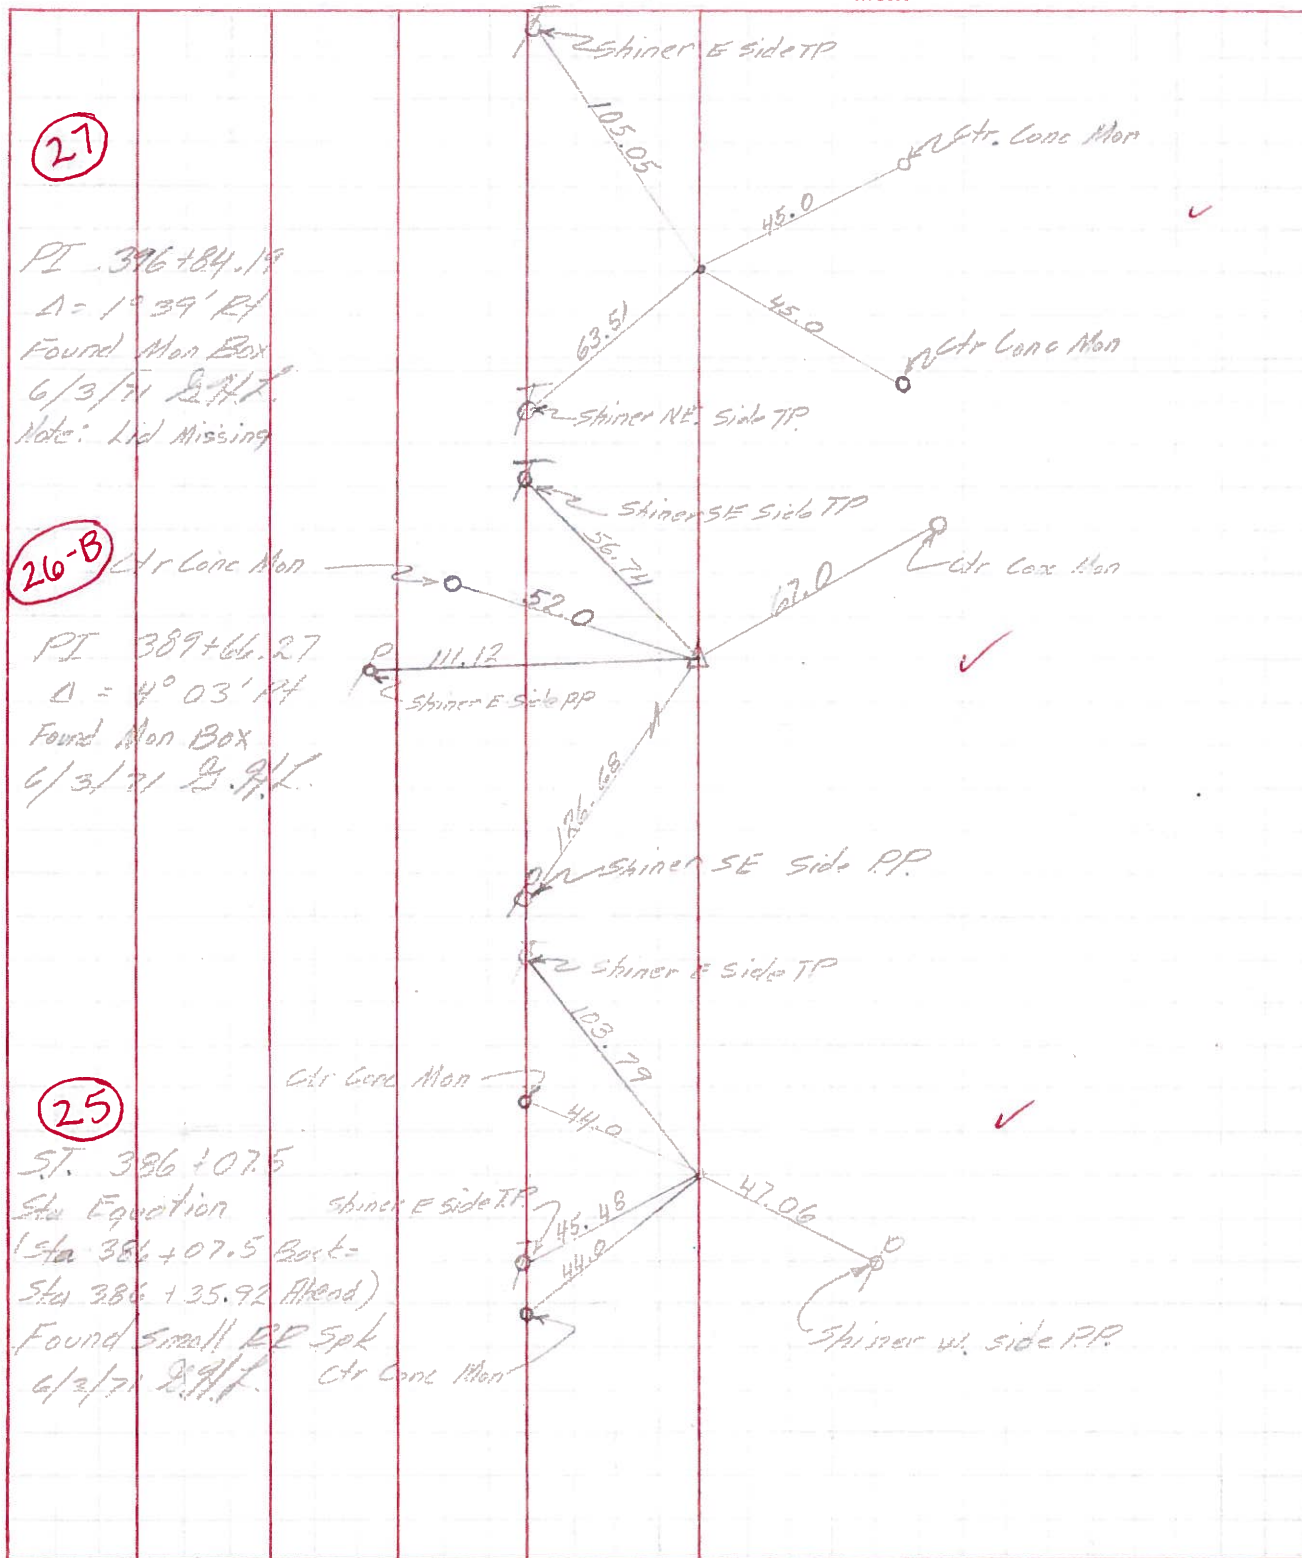 Shiner E Side TP
105.05
27
Ctr. Conc Mon
45.0
PI 396+84.19
Δ = 1° 39' Rt
Found Mon Box
6/3/71
Note: Lid Missing
63.51
45.0
Ctr Conc Mon
Shiner NE. Side TP.
Shiner SE Side TP
56.74
26-B
Ctr Conc Mon
52.0
67.0
Ctr Conc Mon
PI 389+66.27
Δ = 4° 03' Rt
Found Mon Box
6/3/71
P
111.12
Shiner E Side PP
126.68
Shiner SE Side P.P.
Shiner E Side TP
103.79
Ctr Conc Mon
44.0
25
S.T. 386+07.5
Sta Equation
(Sta 386+07.5 Back =
Sta 386+35.92 Ahead)
Found Small RR Spk
6/3/71
Shiner E Side T.P.
45.48
44.0
Ctr Conc Mon
47.06
Shiner W. side P.P.